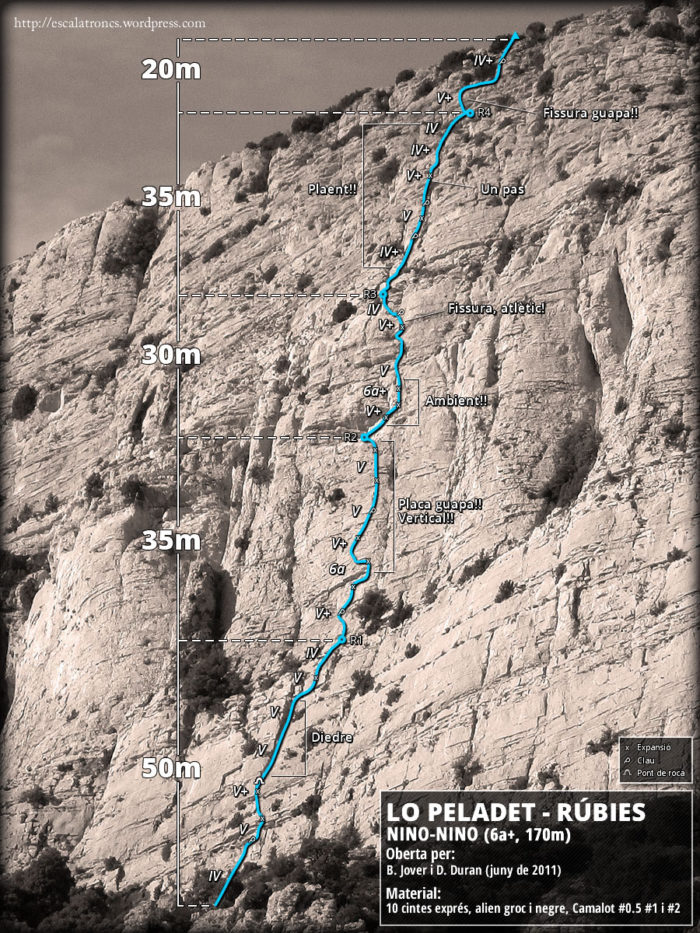 http://escalatroncs.wordpress.com
IV+
20m
V+
R4
Fissura guapa!!
IV
IV+
V+
Plaent!!
Un pas
35m
V
IV+
R3
IV
Fissura, atlètic!
V+
30m
V
6a+
Ambient!!
V+
R2
V
Placa guapa!!
V
Vertical!!
35m
V+
6a
V+
R1
IV
V
V
Diedre
V
50m
V+
V
IV
x Expansió
Clau
Pont de roca
LO PELADET - RÚBIES
NINO-NINO (6a+, 170m)
Oberta per:
B. Jover i D. Duran (juny de 2011)
Material:
10 cintes exprés, alien groc i negre, Camalot #0.5 #1 i #2